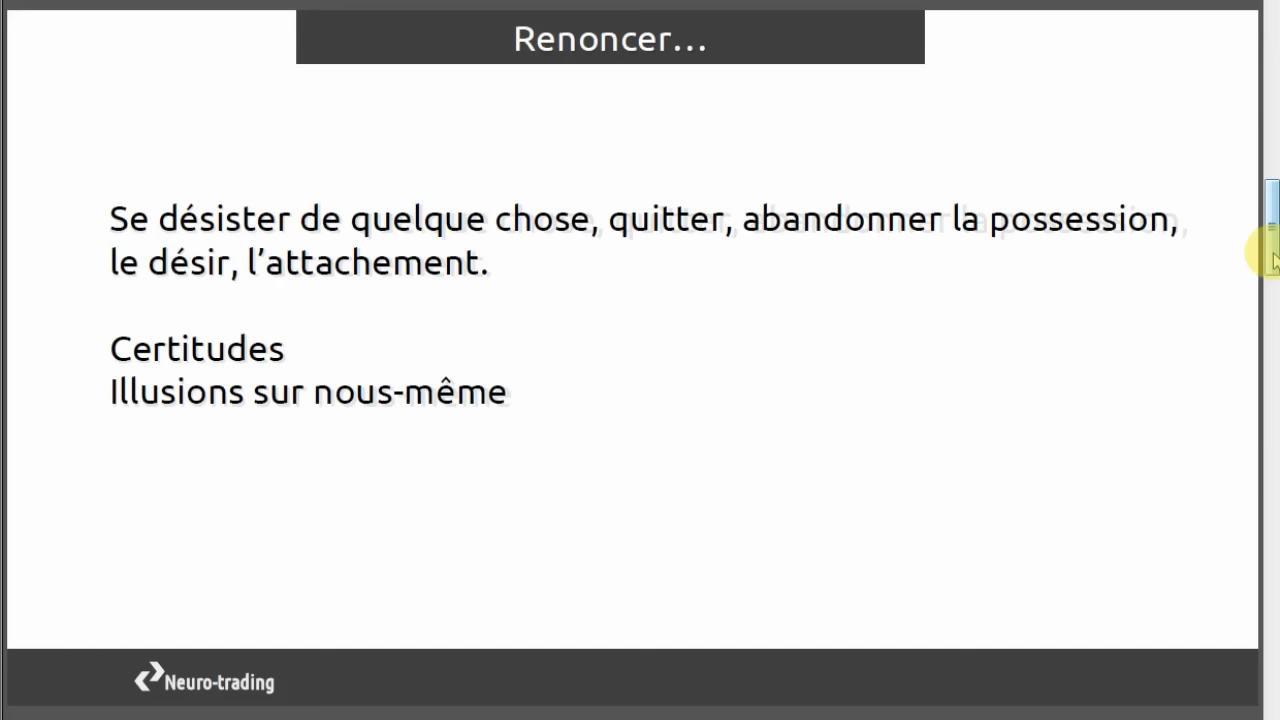 Renoncer...
Se désister de quelque chose, quitter, abandonner la possession,
le désir, l’attachement.
Certitudes
Illusions sur nous-même
Neuro-trading